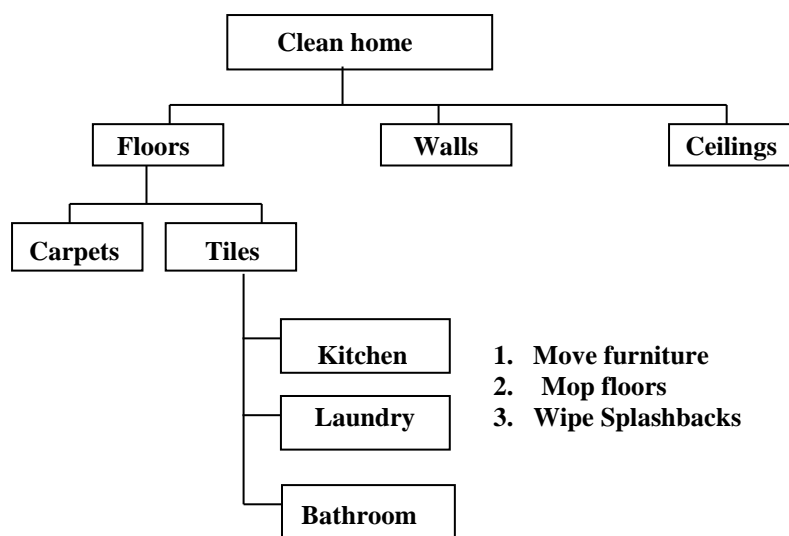 Clean home
Floors
Walls
Ceilings
Carpets
Tiles
Kitchen
Laundry
Bathroom
1. Move furniture
2. Mop floors
3. Wipe Splashbacks